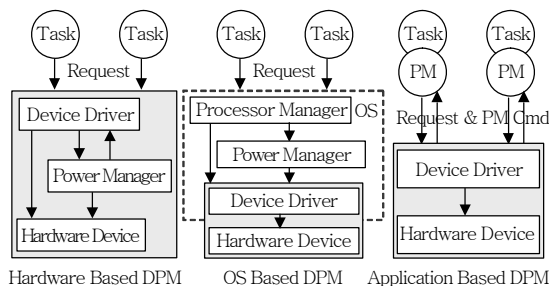 Task Task Task Task Task Task
Request Request PM PM
Processor Manager OS
Device Driver Request & PM Cmd
Power Manager
Power Manager Device Driver
Device Driver
Hardware Device Hardware Device Hardware Device
Hardware Based DPM OS Based DPM Application Based DPM